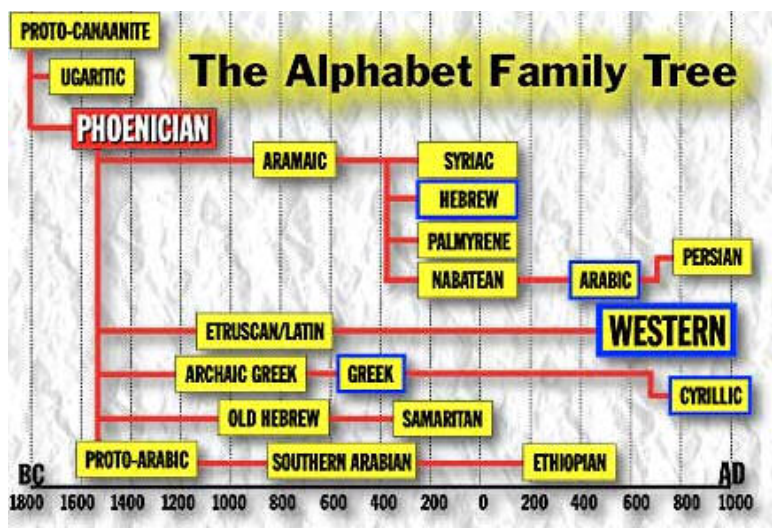 PROTO-CANAANITE
The Alphabet Family Tree
UGARITIC
PHOENICIAN
ARAMAIC
SYRIAC
HEBREW
PALMYRENE
NABATEAN
ARABIC
PERSIAN
ETRUSCAN/LATIN
WESTERN
ARCHAIC GREEK
GREEK
CYRILLIC
OLD HEBREW
SAMARITAN
PROTO-ARABIC
SOUTHERN ARABIAN
ETHIOPIAN
BC AD
1800 1600 1400 1200 1000 800 600 400 200 0 200 400 600 800 1000